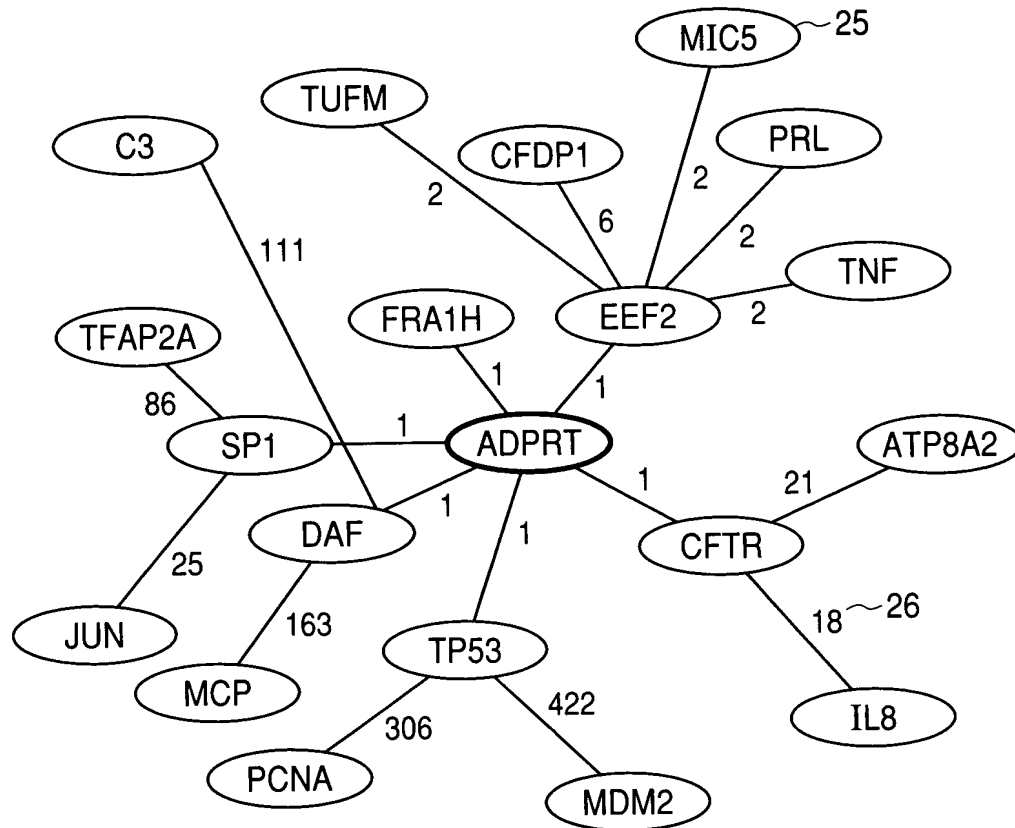 MIC5
25
TUFM
C3
CFDP1
PRL
2
2
6
2
111
TNF
FRA1H
EEF2
2
TFAP2A
1
1
86
SP1
1
ADPRT
ATP8A2
1
1
21
DAF
1
CFTR
25
18
26
JUN
163
TP53
MCP
422
IL8
306
PCNA
MDM2